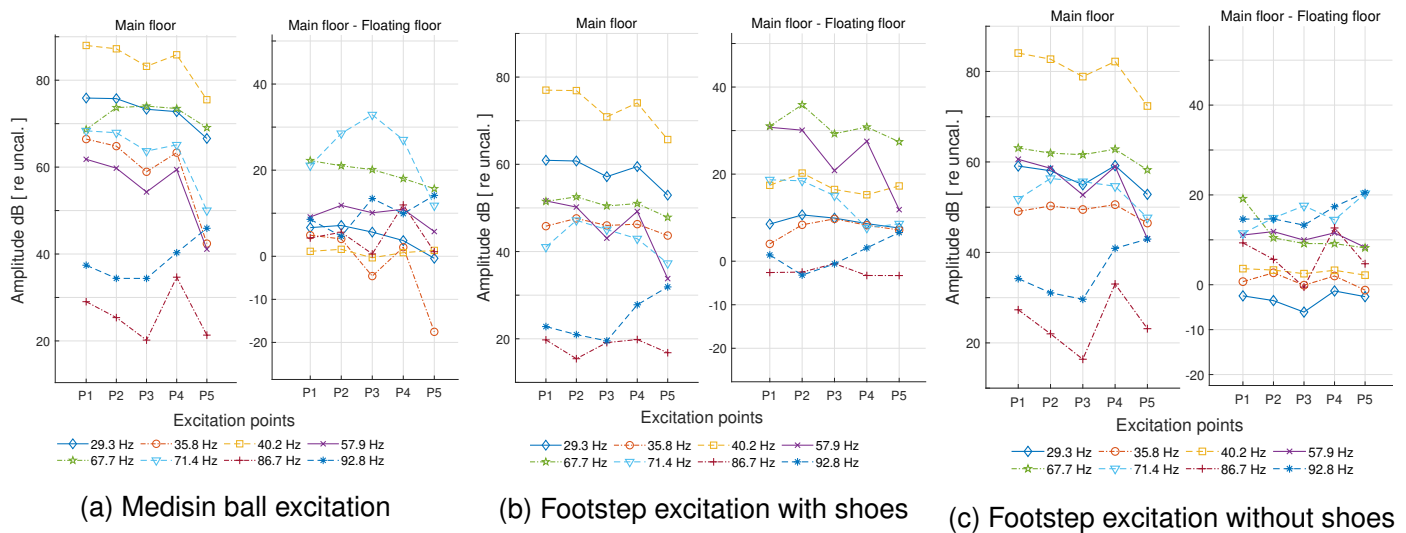 Main floor
Main floor - Floating floor
Amplitude dB [ re uncal. ]
80
60
40
20
40
20
0
-20
P1 P2 P3 P4 P5
P1 P2 P3 P4 P5
Excitation points
29.3 Hz 35.8 Hz 40.2 Hz 57.9 Hz
67.7 Hz 71.4 Hz 86.7 Hz 92.8 Hz
(a) Medisin ball excitation
Main floor
Main floor - Floating floor
Amplitude dB [ re uncal. ]
80
60
40
20
40
20
0
-20
P1 P2 P3 P4 P5
P1 P2 P3 P4 P5
Excitation points
29.3 Hz 35.8 Hz 40.2 Hz 57.9 Hz
67.7 Hz 71.4 Hz 86.7 Hz 92.8 Hz
(b) Footstep excitation with shoes
Main floor
Main floor - Floating floor
Amplitude dB [ re uncal. ]
80
60
40
20
40
20
0
-10
-20
P1 P2 P3 P4 P5
P1 P2 P3 P4 P5
Excitation points
29.3 Hz 35.8 Hz 40.2 Hz 57.9 Hz
67.7 Hz 71.4 Hz 86.7 Hz 92.8 Hz
(c) Footstep excitation without shoes